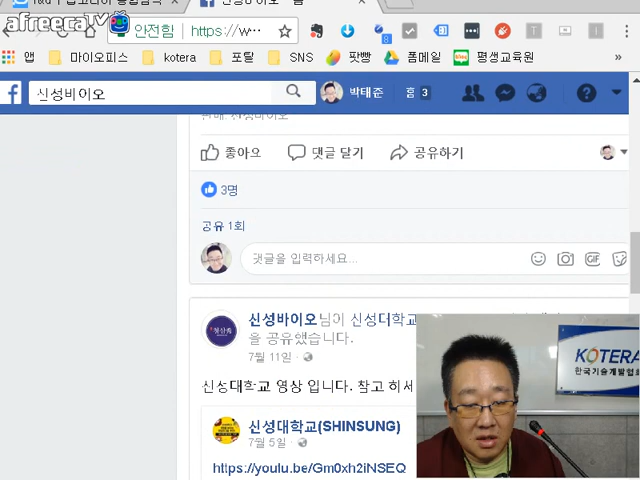 afreecaTV
안전함
https://w...
앱
마이오피스
kotera
포탈
SNS
팟빵
폼메일
평생교육원
»
f
신성바이오
박태준
홈 3
좋아요
댓글 달기
공유하기
3명
공유 1회
댓글을 입력하세요...
GIF
신성바이오님이 신성대학교
을 공유했습니다.
7월 11일
신성대학교 영상 입니다. 참고 하세
신성대학교(SHINSUNG)
7월 5일
https://youlu.be/Gm0xh2iNSEQ
KOTERA
한국기술개발협회